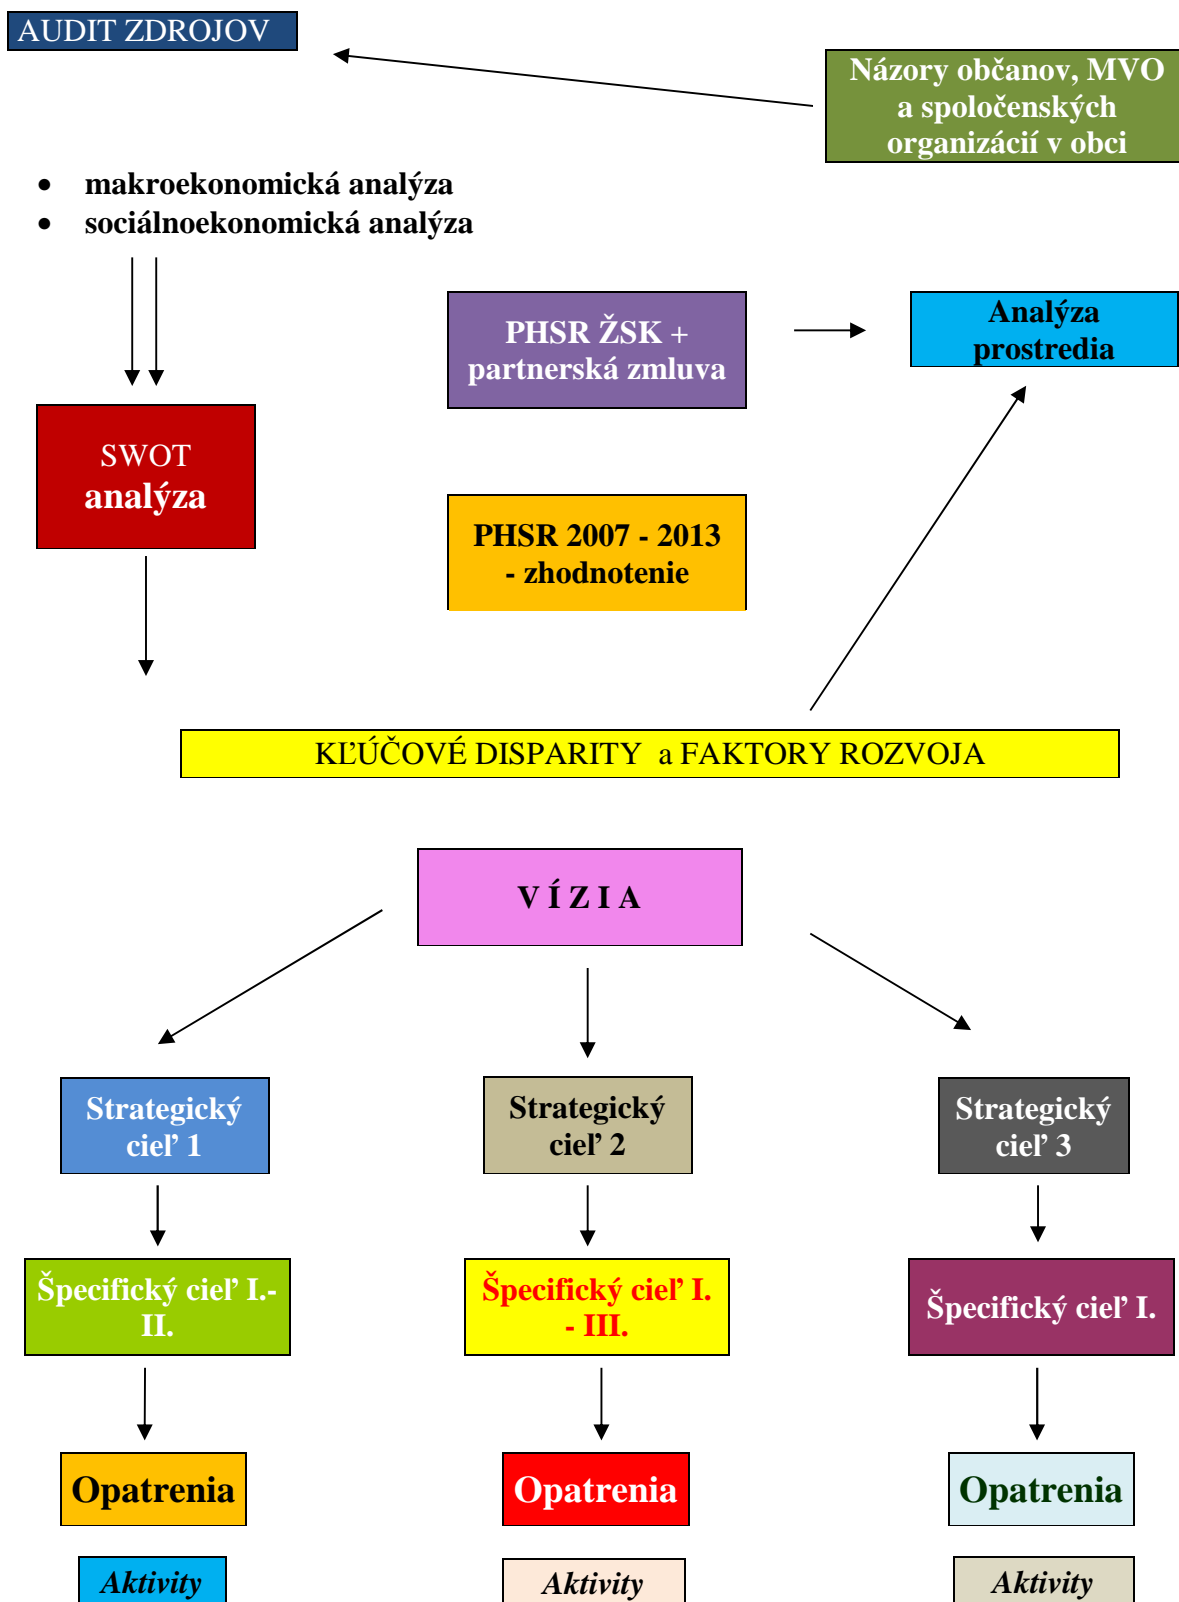 AUDIT ZDROJOV
Názory občanov, MVO
a spoločenských
organizácií v obci
• makroekonomická analýza
• sociálnoekonomická analýza
PHSR ŽSK +
partnerská zmluva
Analýza
prostredia
SWOT
analýza
PHSR 2007 - 2013
- zhodnotenie
KĽÚČOVÉ DISPARITY a FAKTORY ROZVOJA
V Í Z I A
Strategický
cieľ 1
Strategický
cieľ 2
Strategický
cieľ 3
Špecifický cieľ I.-
II.
Špecifický cieľ I.
- III.
Špecifický cieľ I.
Opatrenia
Opatrenia
Opatrenia
Aktivity
Aktivity
Aktivity